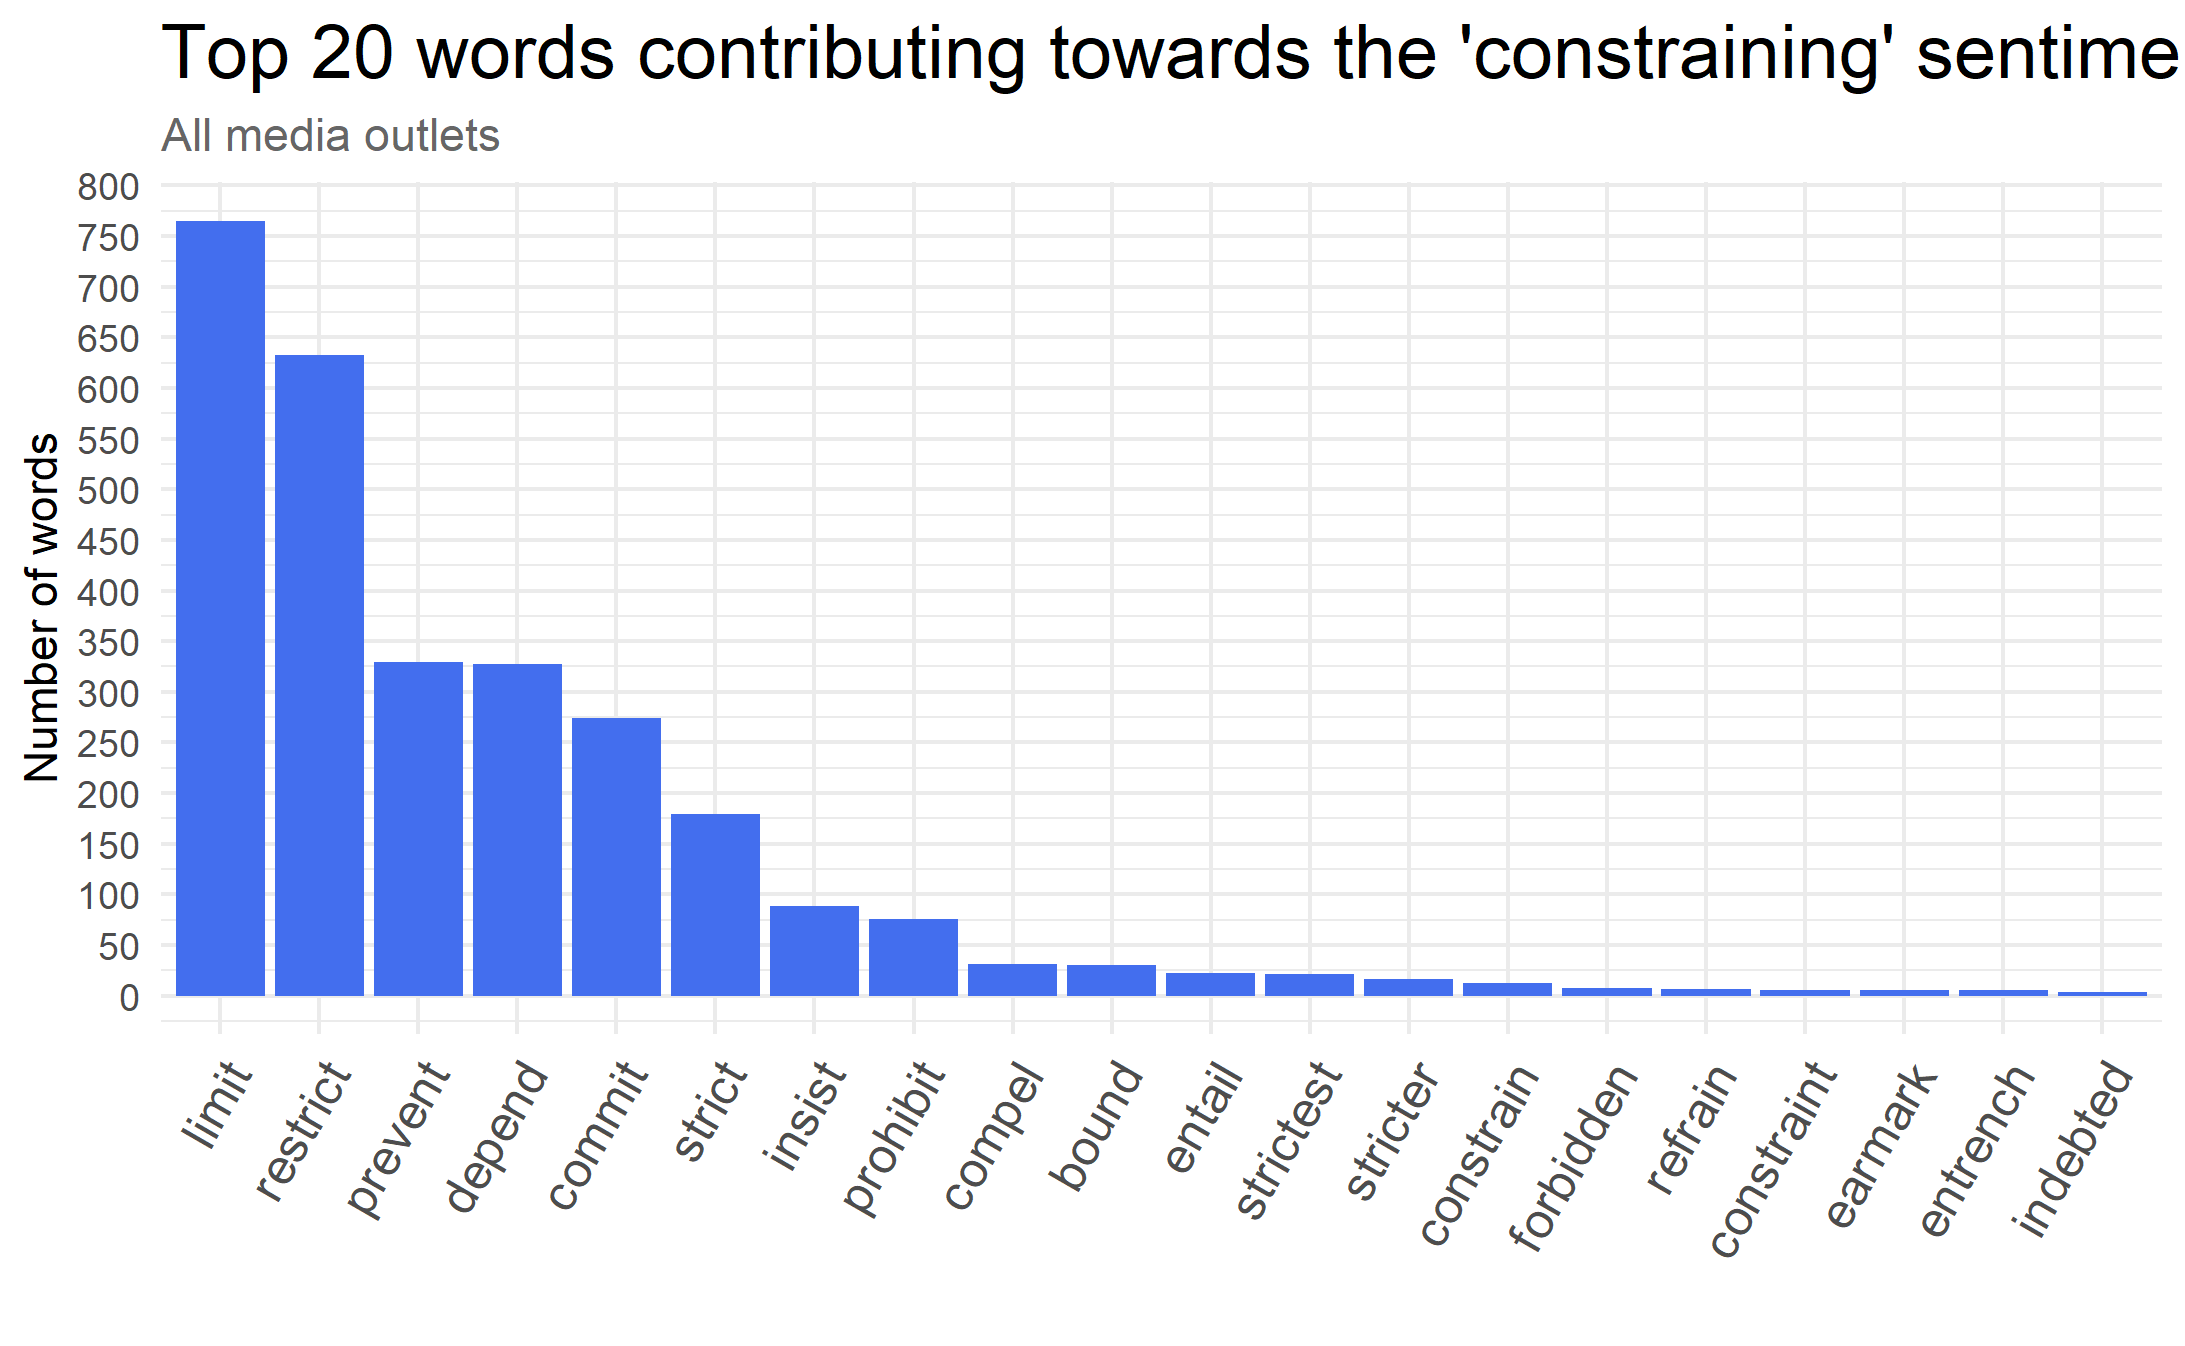 Top 20 words contributing towards the 'constraining' sentime
All media outlets
Number of words
800
750
700
650
600
550
500
450
400
350
300
250
200
150
100
50
0
limit
restrict
prevent
depend
commit
strict
insist
prohibit
compel
bound
entail
strictest
stricter
constrain
forbidden
refrain
constraint
earmark
entrench
indebted